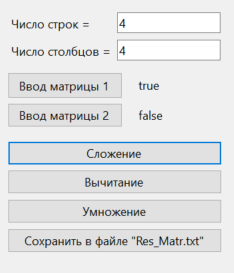 Число строк = 4
Число столбцов = 4
Ввод матрицы 1 true
Ввод матрицы 2 false
Сложение
Вычитание
Умножение
Сохранить в файле "Res_Matr.txt"